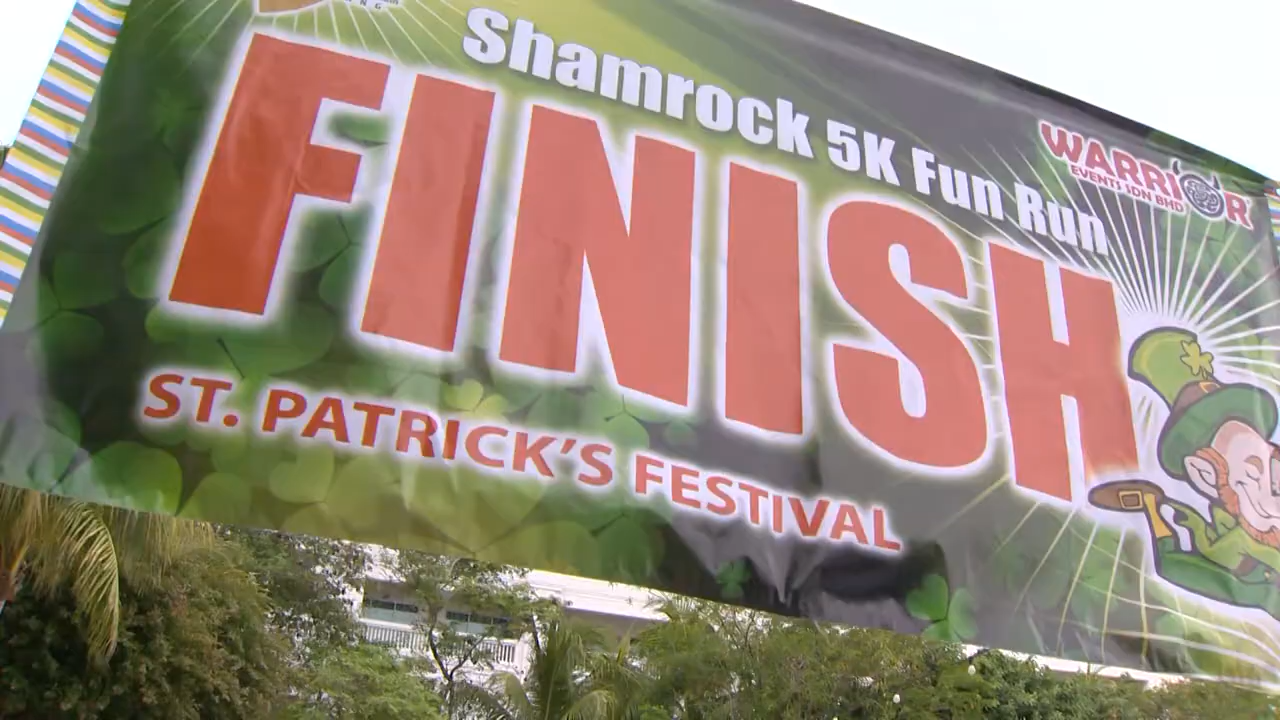 Shamrock 5K Fun Run
WARRIOR
EVENTS SDN BHD
FINISH
ST. PATRICK'S FESTIVAL